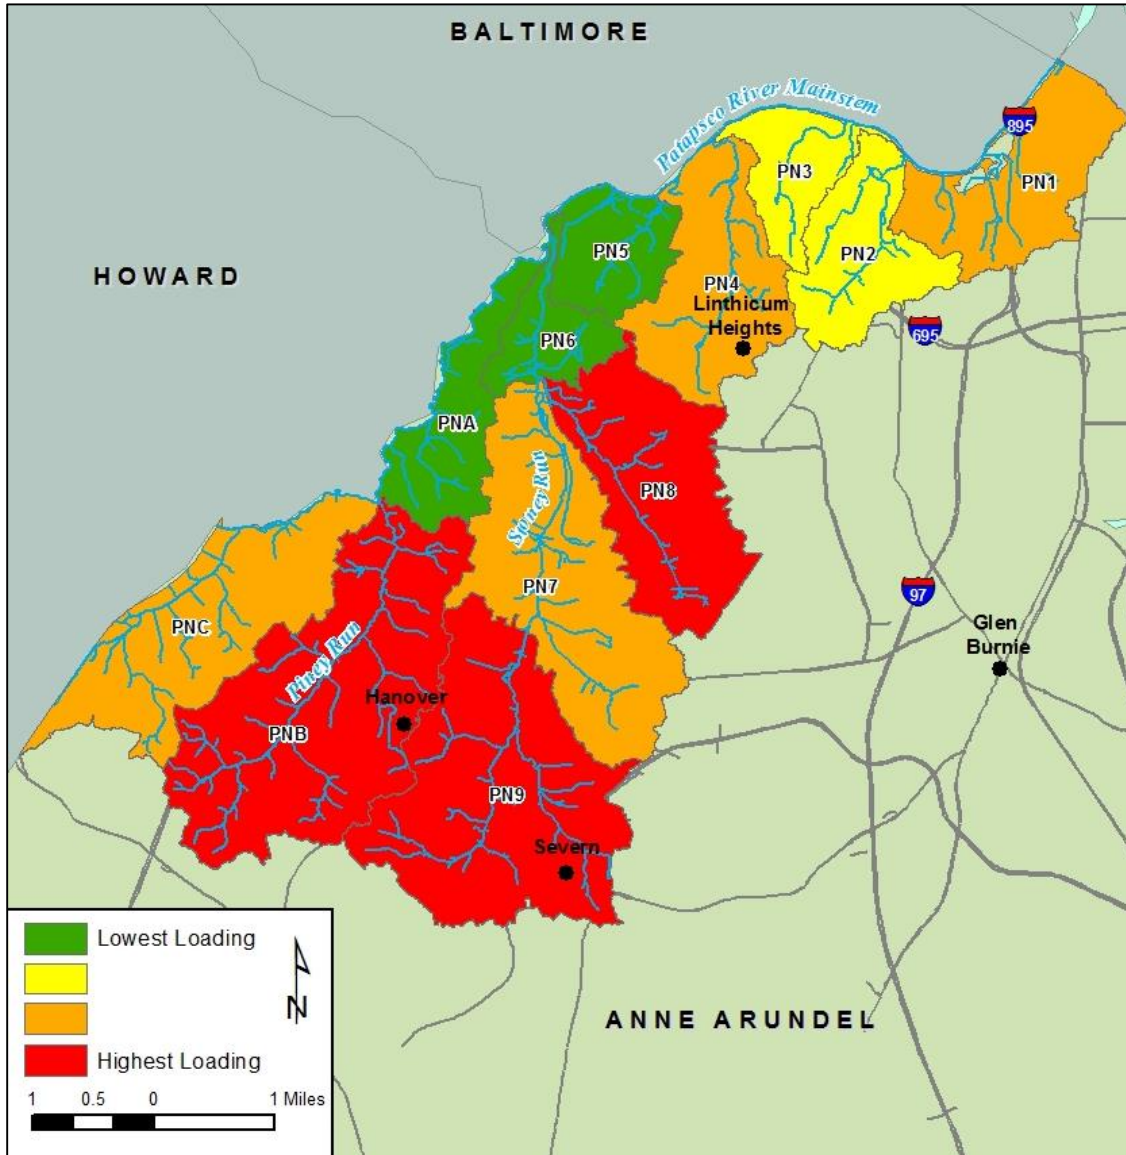 BALTIMORE
Patapsco River Mainstem
895
PN3
PN1
PN5
PN2
HOWARD
PN4
Linthicum
Heights
695
PN6
PNA
PN8
Stoney Run
PN7
97
PNC
Glen
Burnie
Piney Run
Hanover
PNB
PN9
Severn
Lowest Loading
Highest Loading
N
ANNE ARUNDEL
1 0.5 0 1 Miles